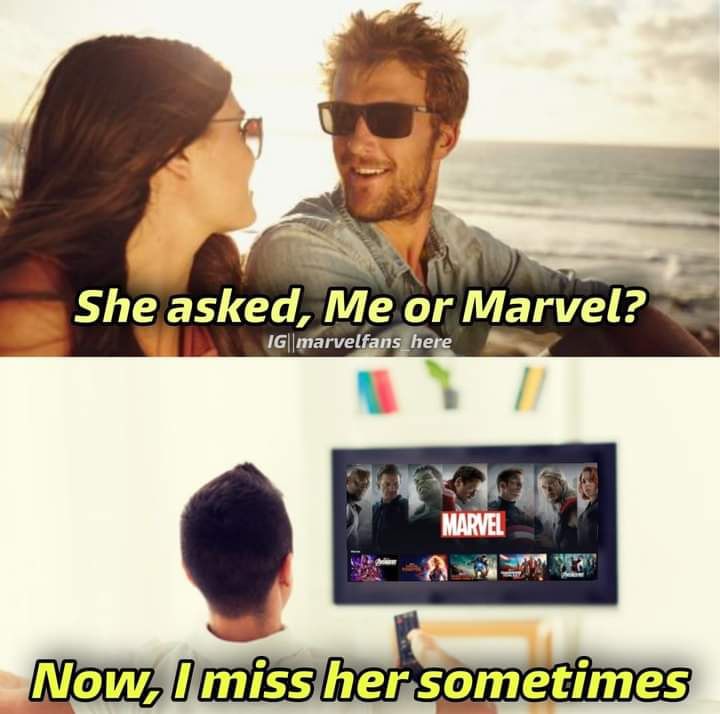 She asked, Me or Marvel?
IG||marvelfans_here
MARVEL
Now, I miss her sometimes